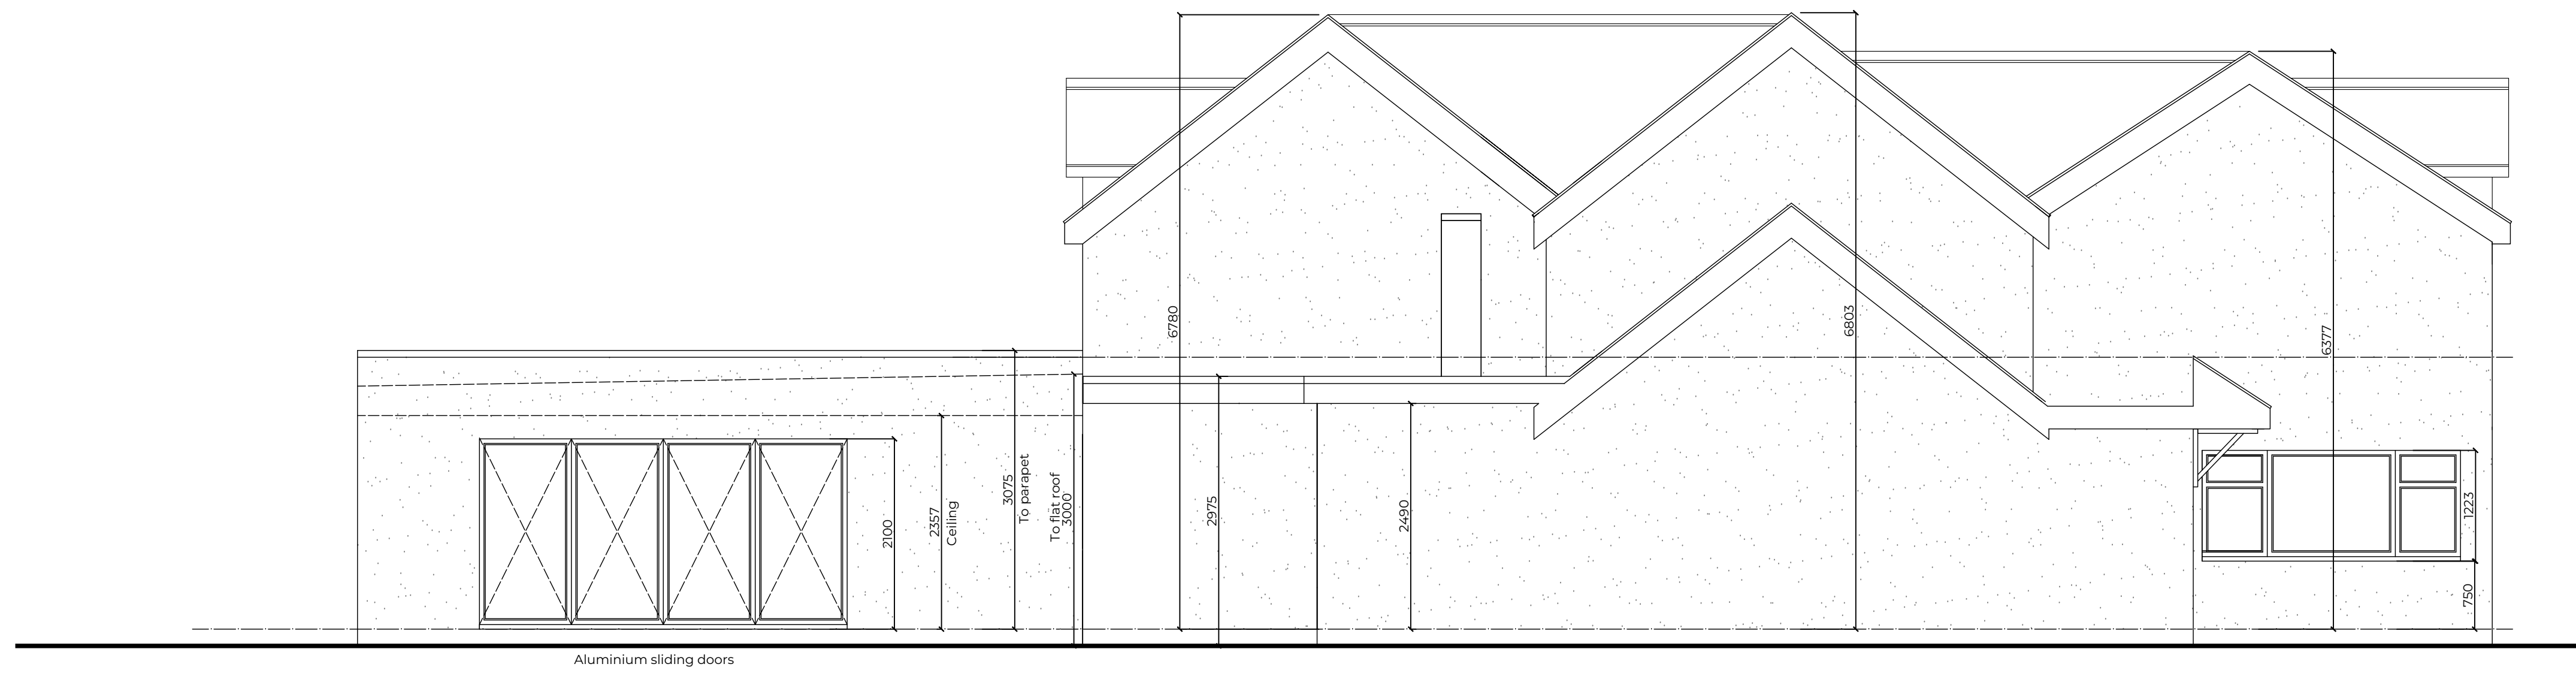 6780
6803
6377
2100
2357
Ceiling
3075
To parapet
To flat roof
3000
2975
2490
1223
750
Aluminium sliding doors